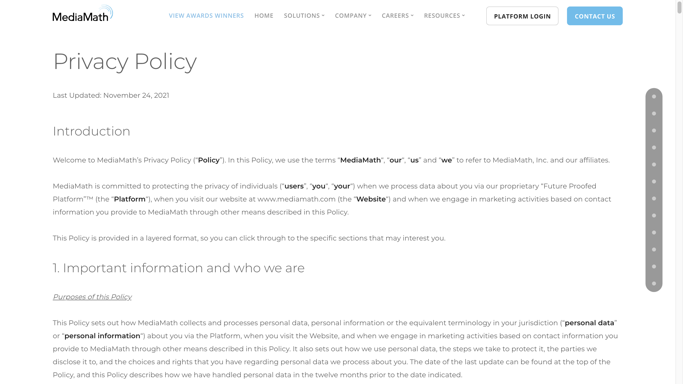 MediaMath
VIEW AWARDS WINNERS HOME SOLUTIONS COMPANY CAREERS RESOURCES PLATFORM LOGIN CONTACT US
Privacy Policy
Last Updated: November 24, 2021
Introduction
Welcome to MediaMath's Privacy Policy ("Policy"). In this Policy, we use the terms "MediaMath", "our", "us" and "we" to refer to MediaMath, Inc. and our affiliates.
MediaMath is committed to protecting the privacy of individuals ("users", "you", "your") when we process data about you via our proprietary "Future Proofed
Platform"™ (the "Platform"), when you visit our website at www.mediamath.com (the "Website") and when we engage in marketing activities based on contact
information you provide to MediaMath through other means described in this Policy.
This Policy is provided in a layered format, so you can click through to the specific sections that may interest you.
1. Important information and who we are
Purposes of this Policy
This Policy sets out how MediaMath collects and processes personal data, personal information or the equivalent terminology in your jurisdiction ("personal data"
or "personal information") about you via the Platform, when you visit the Website, and when we engage in marketing activities based on contact information you
provide to MediaMath through other means described in this Policy. It also sets out how we use personal data, the steps we take to protect it, the parties we
disclose it to, and the choices and rights that you have regarding personal data we process about you. The date of the last update can be found at the top of the
Policy, and this Policy describes how we have handled personal data in the twelve months prior to the date indicated.